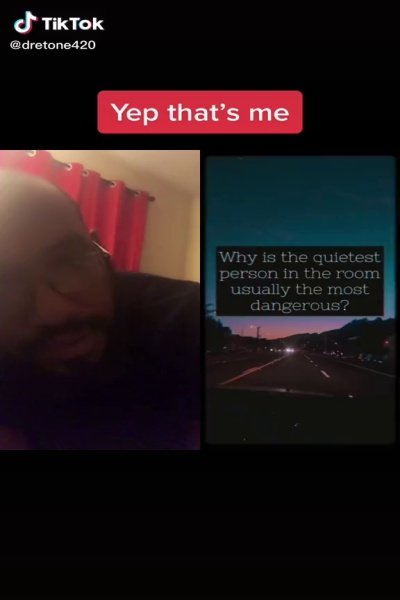 TikTok
@dretone420
Yep that's me
Why is the quietest
person in the room
usually the most
dangerous?